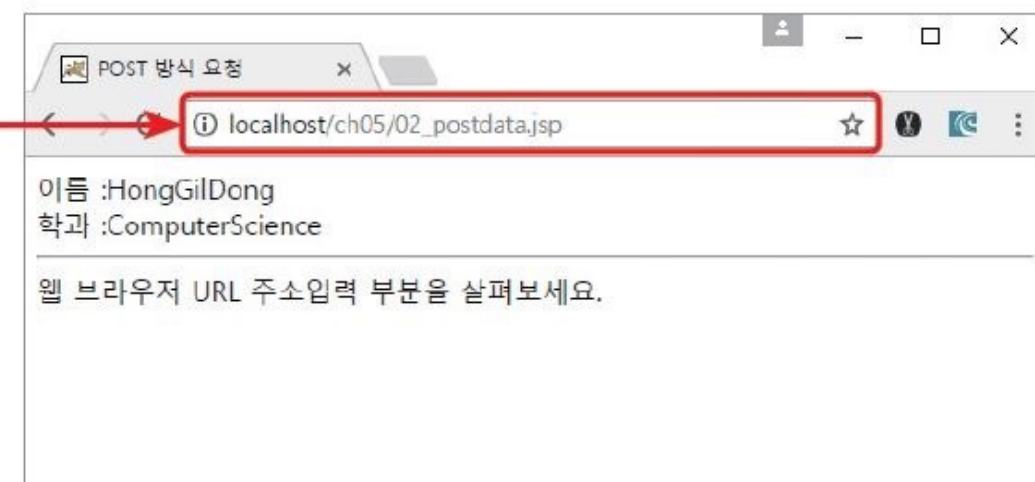 POST 방식 요청
localhost/ch05/02_postdata.jsp
이름 :HongGilDong
학과 :ComputerScience
웹 브라우저 URL 주소입력 부분을 살펴보세요.